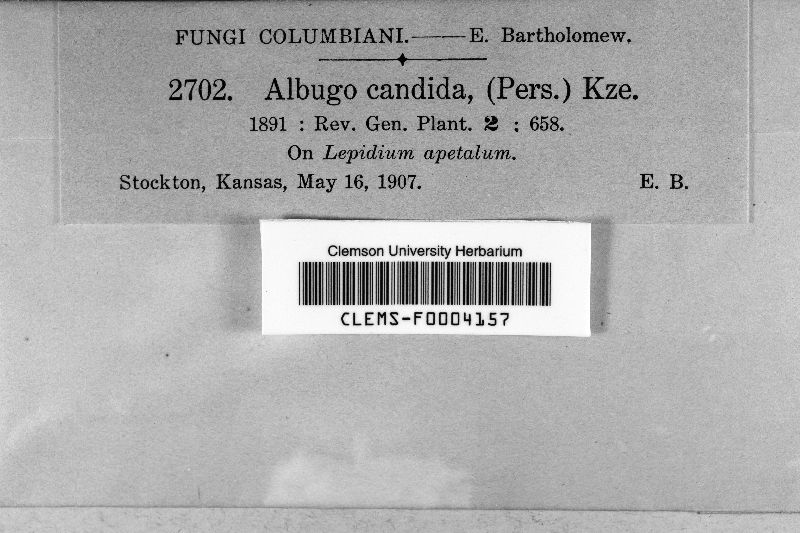 FUNGI COLUMBIANI.——E. Bartholomew.
2702. Albugo candida, (Pers.) Kze.
1891 : Rev. Gen. Plant. 2 : 658.
On Lepidium apetalum.
Stockton, Kansas, May 16, 1907. E. B.
Clemson University Herbarium
CLEMS-F0004157